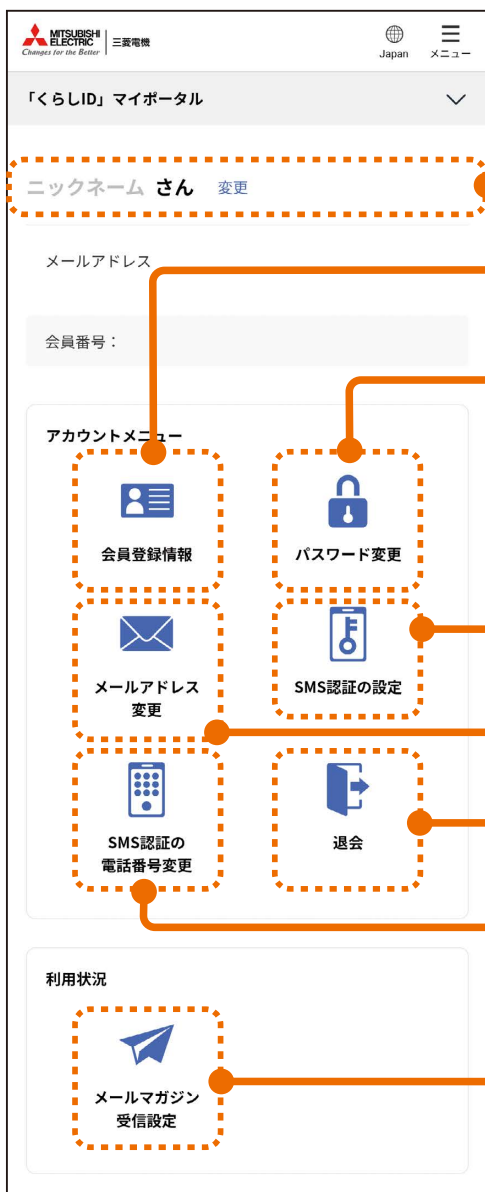 MITSUBISHI
ELECTRIC
Changes for the Better
三菱電機
Japan
メニュー
「くらしID」マイポータル
ニックネーム さん 変更
メールアドレス
会員番号：
アカウントメニュー
会員登録情報
パスワード変更
メールアドレス
変更
SMS認証の設定
SMS認証の
電話番号変更
退会
利用状況
メールマガジン
受信設定